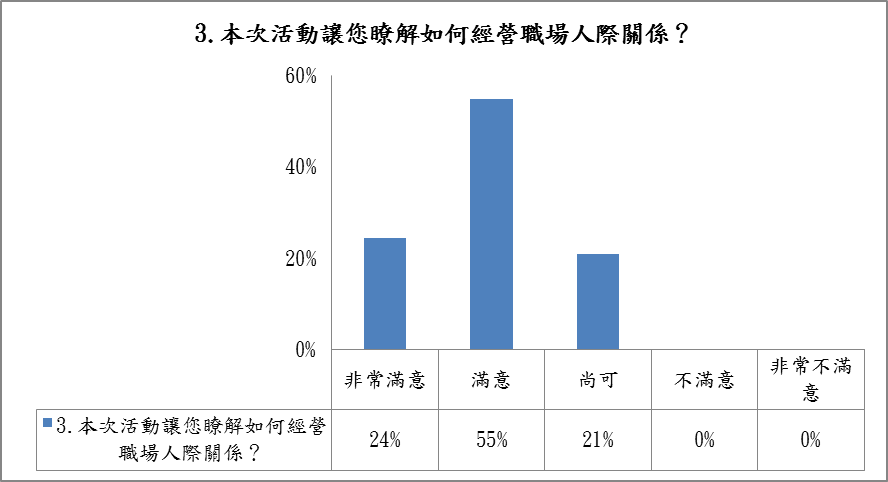 3.本次活動讓您瞭解如何經營職場人際關係？
60%
40%
20%
0%
非常滿意 滿意 尚可 不滿意 非常不滿
意
3.本次活動讓您瞭解如何經營
職場人際關係？
24% 55% 21% 0% 0%